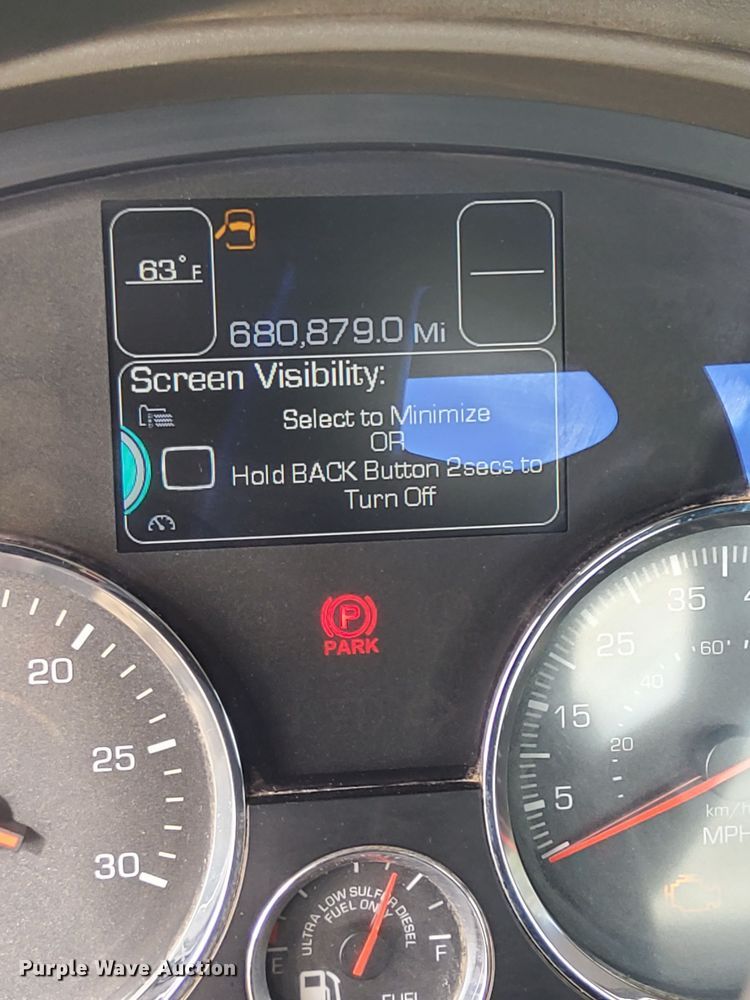 63°F
680,879.0 Mi
Screen Visibility:
Select to Minimize
OR
Hold BACK Button 2secs to
Turn Off
P
PARK
20
25
30
35
25
15
5
60
40
20
km/h
MPH
ULTRA LOW SULFUR DIESEL
FUEL ONLY
E
F
FUEL
Purple Wave Auction